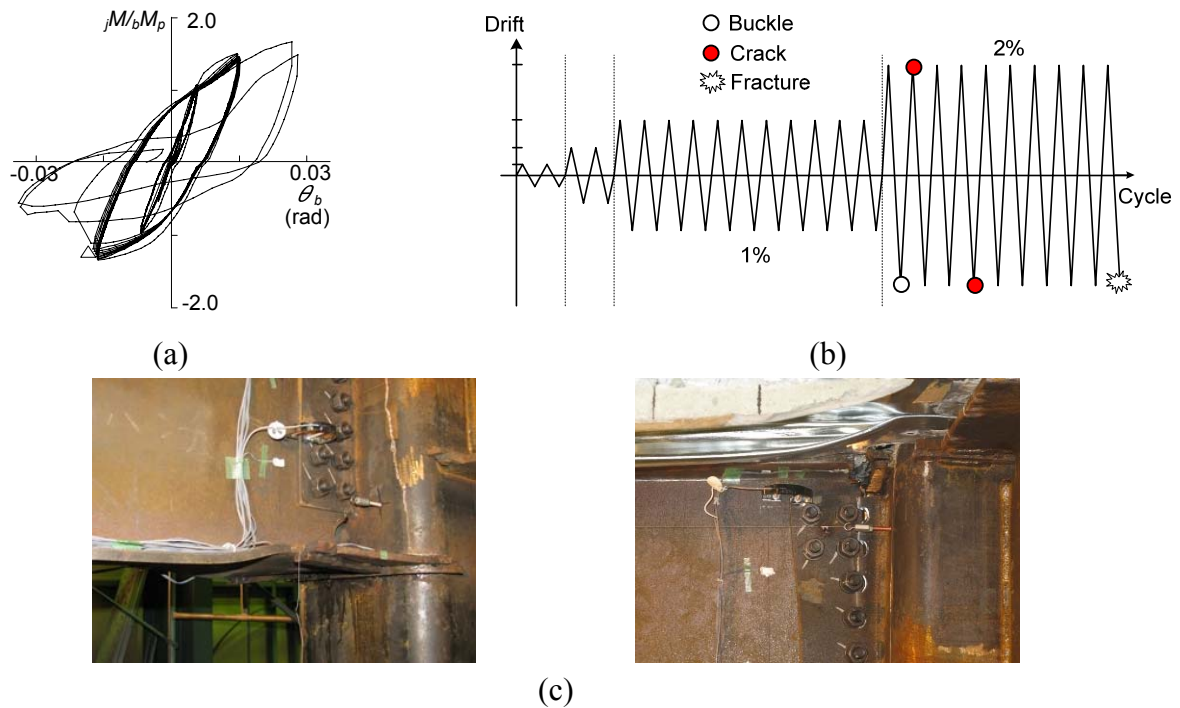 jM/bMp
2.0
-0.03
0.03
θb
(rad)
-2.0
(a)
Drift
Buckle
Crack
Fracture
2%
Cycle
1%
(b)
(c)